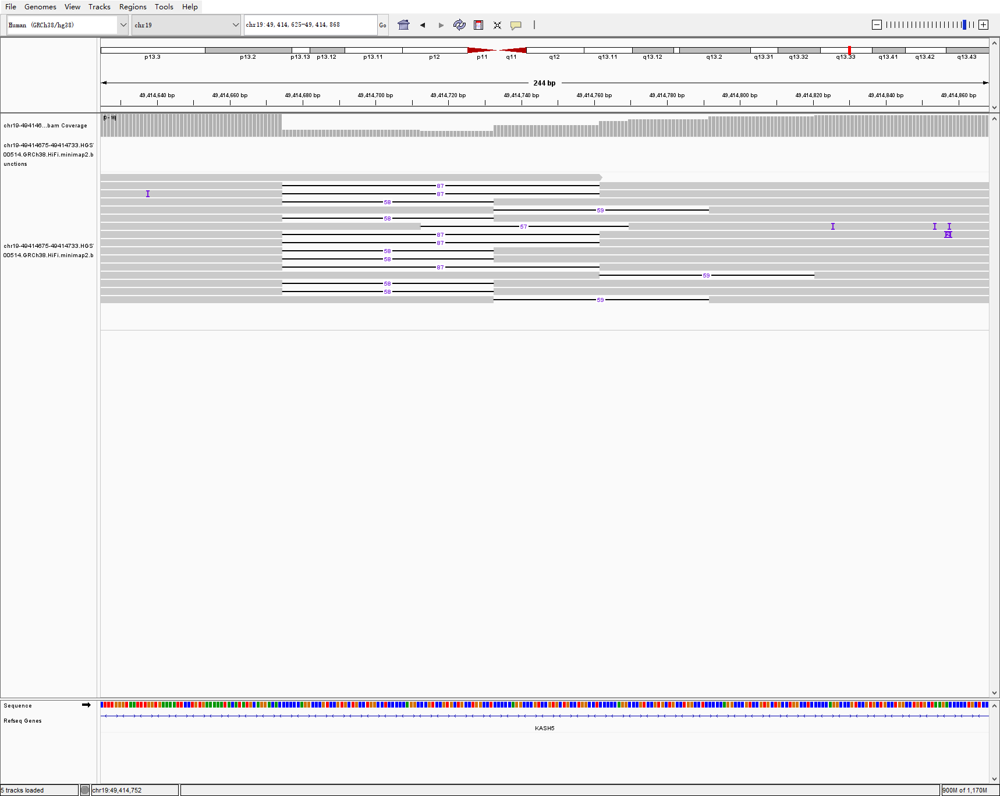 File Genomes View Tracks Regions Tools Help
Human (GRCh38/hg38) chr19 chr19:49,414,625-49,414,868 Go
p13.3 p13.2 p13.13 p13.12 p13.11 p12 p11 q11 q12 q13.11 q13.12 q13.2 q13.31 q13.32 q13.33 q13.41 q13.42 q13.43
244 bp
49,414,640 bp 49,414,660 bp 49,414,680 bp 49,414,700 bp 49,414,720 bp 49,414,740 bp 49,414,760 bp 49,414,780 bp 49,414,800 bp 49,414,820 bp 49,414,840 bp 49,414,860 bp
[0 - 16]
chr19-494146...bam Coverage
chr19-49414675-49414733.HGS
00514.GRCh38.HiFi.minimap2.b
unctions
87
87
58
59
58
57
87
2
87
chr19-49414675-49414733.HGS
58
00514.GRCh38.HiFi.minimap2.b
58
87
59
58
58
59
Sequence
Refseq Genes
KASH5
5 tracks loaded chr19:49,414,752 900M of 1,170M